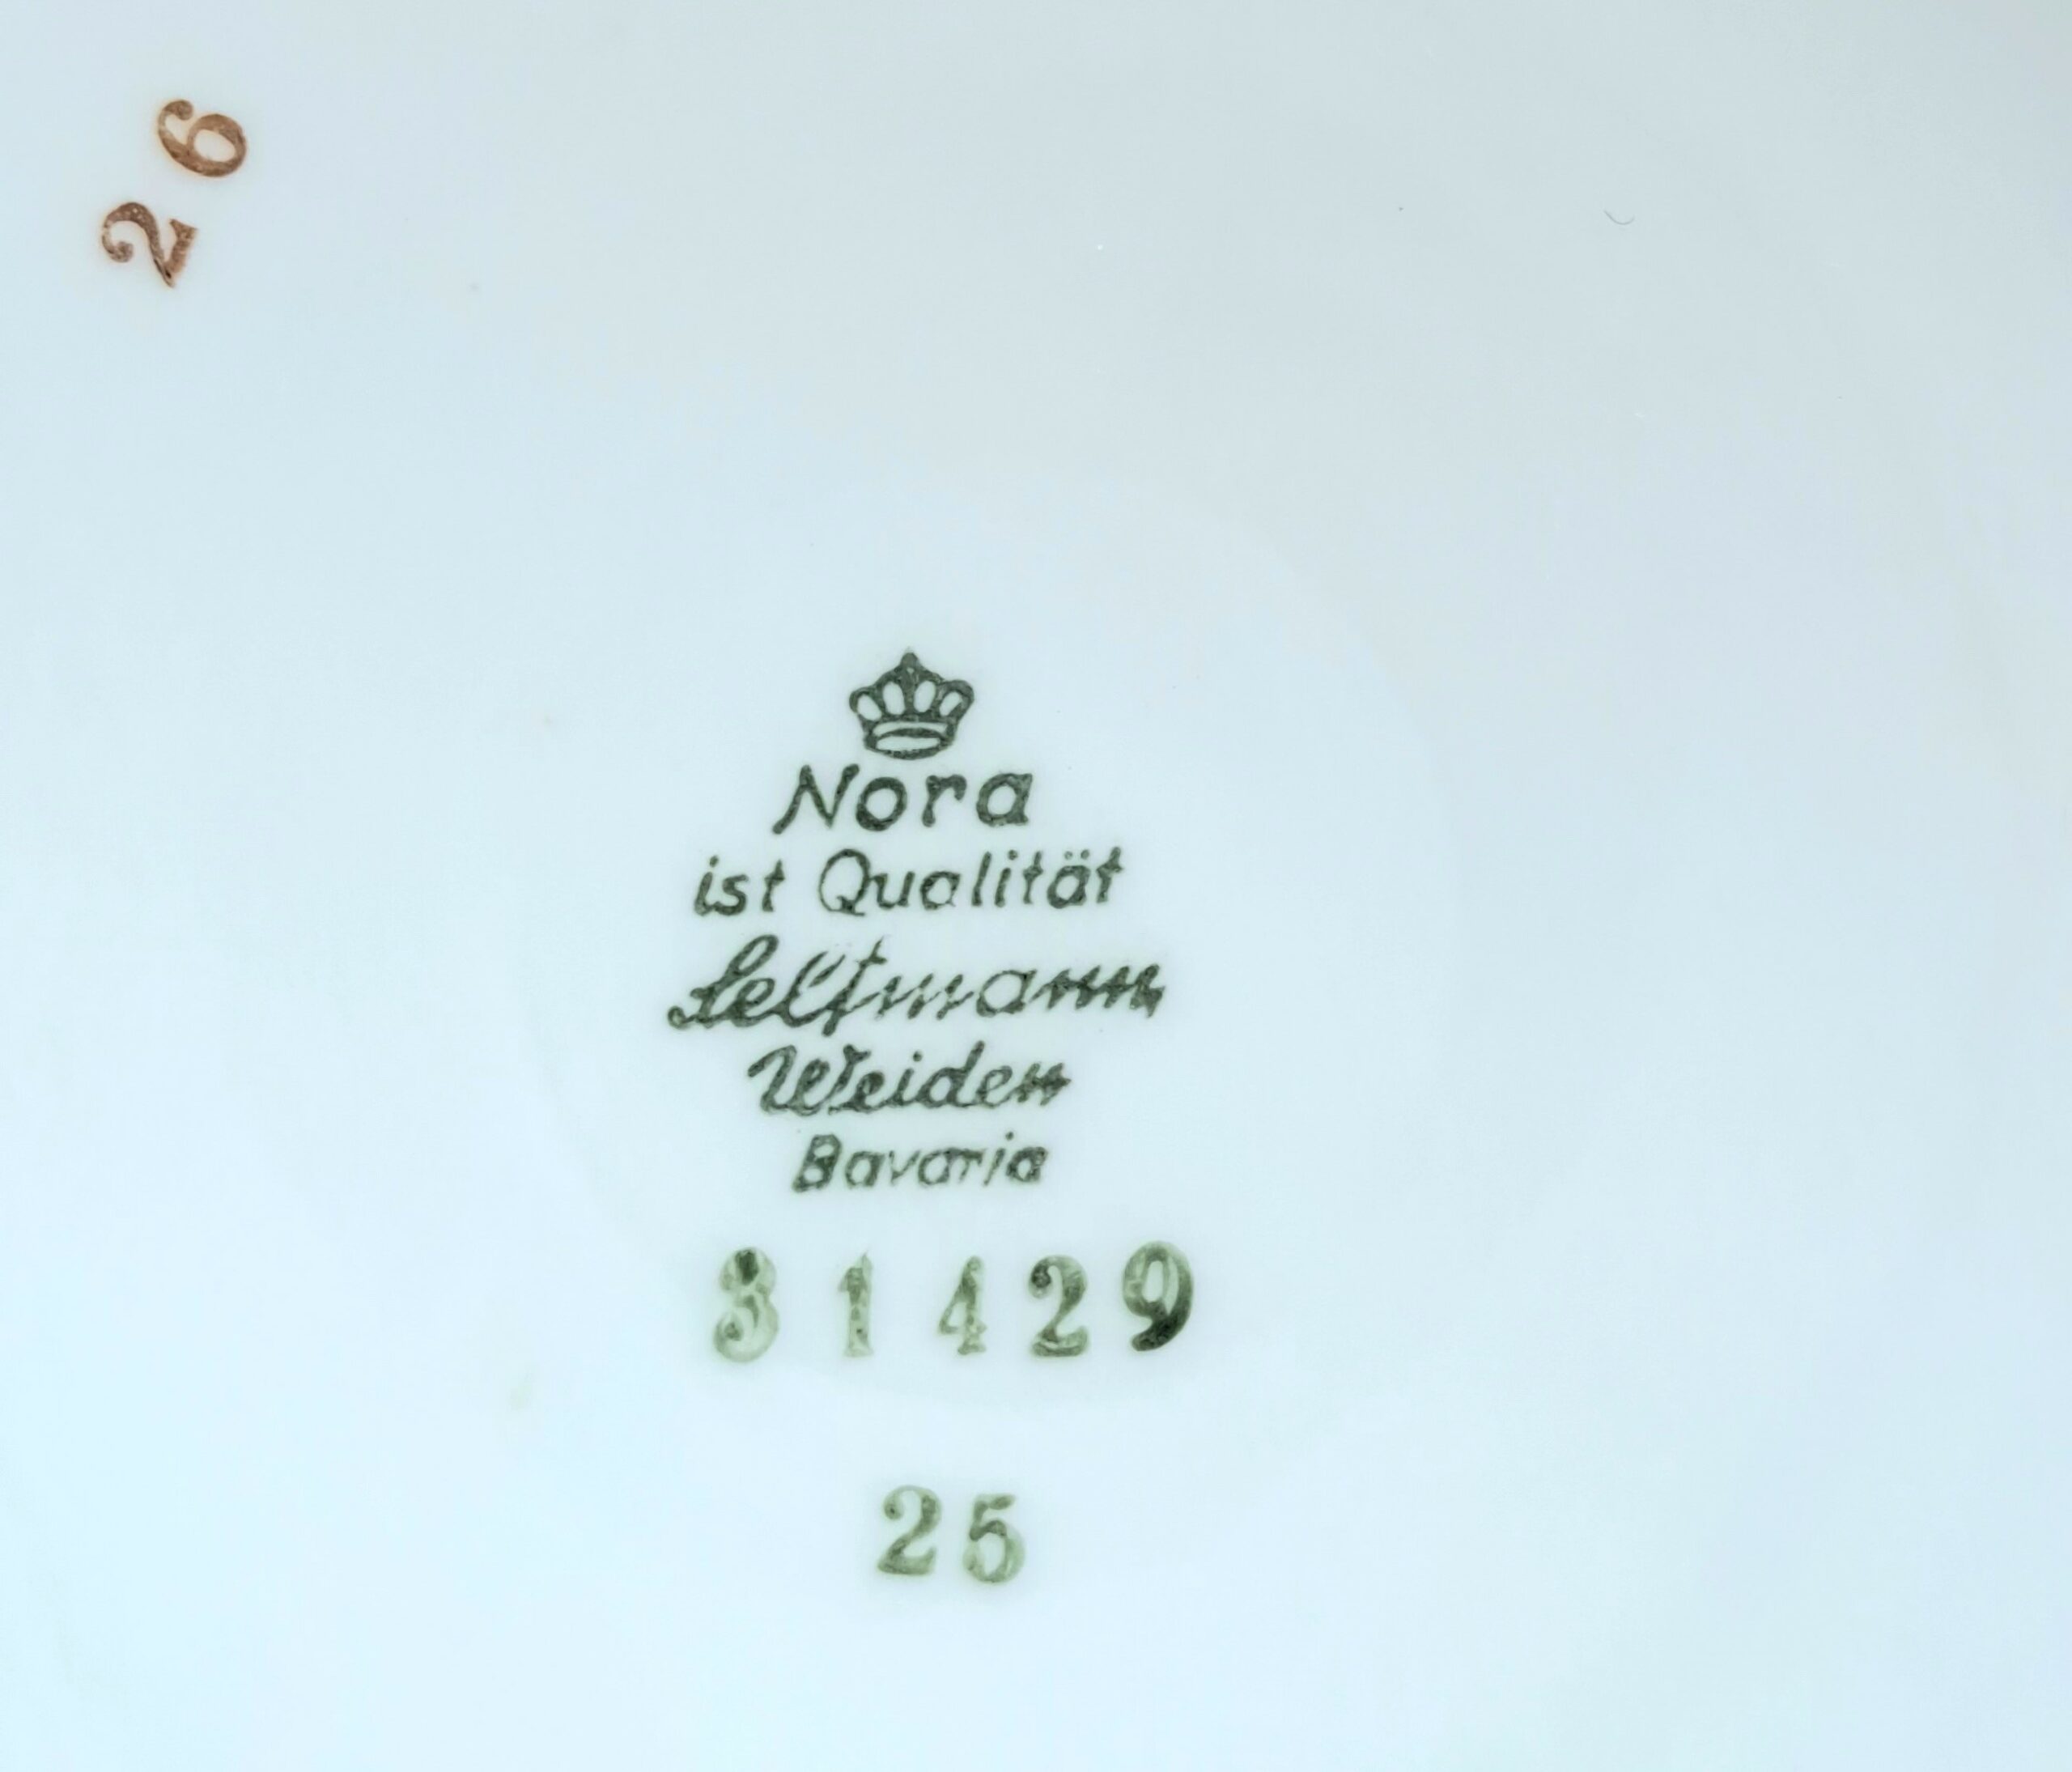 26
Nora
ist Qualität
Seltmann
Weiden
Bavaria
31429
25